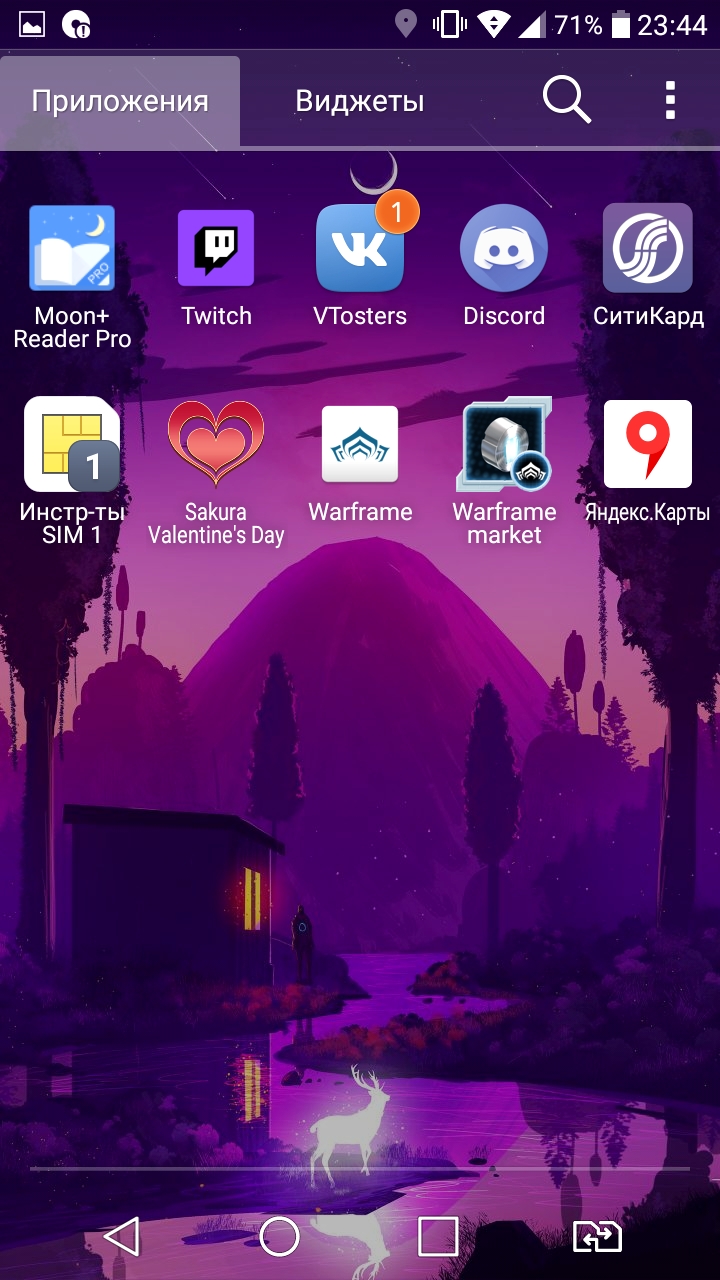 71% 23:44
Приложения Виджеты
1
Moon+
Reader Pro
PRO
Twitch
VTosters
Discord
СитиКард
1
Инстр-ты
SIM 1
Sakura
Valentine's Day
Warframe
Warframe
market
Яндекс.Карты